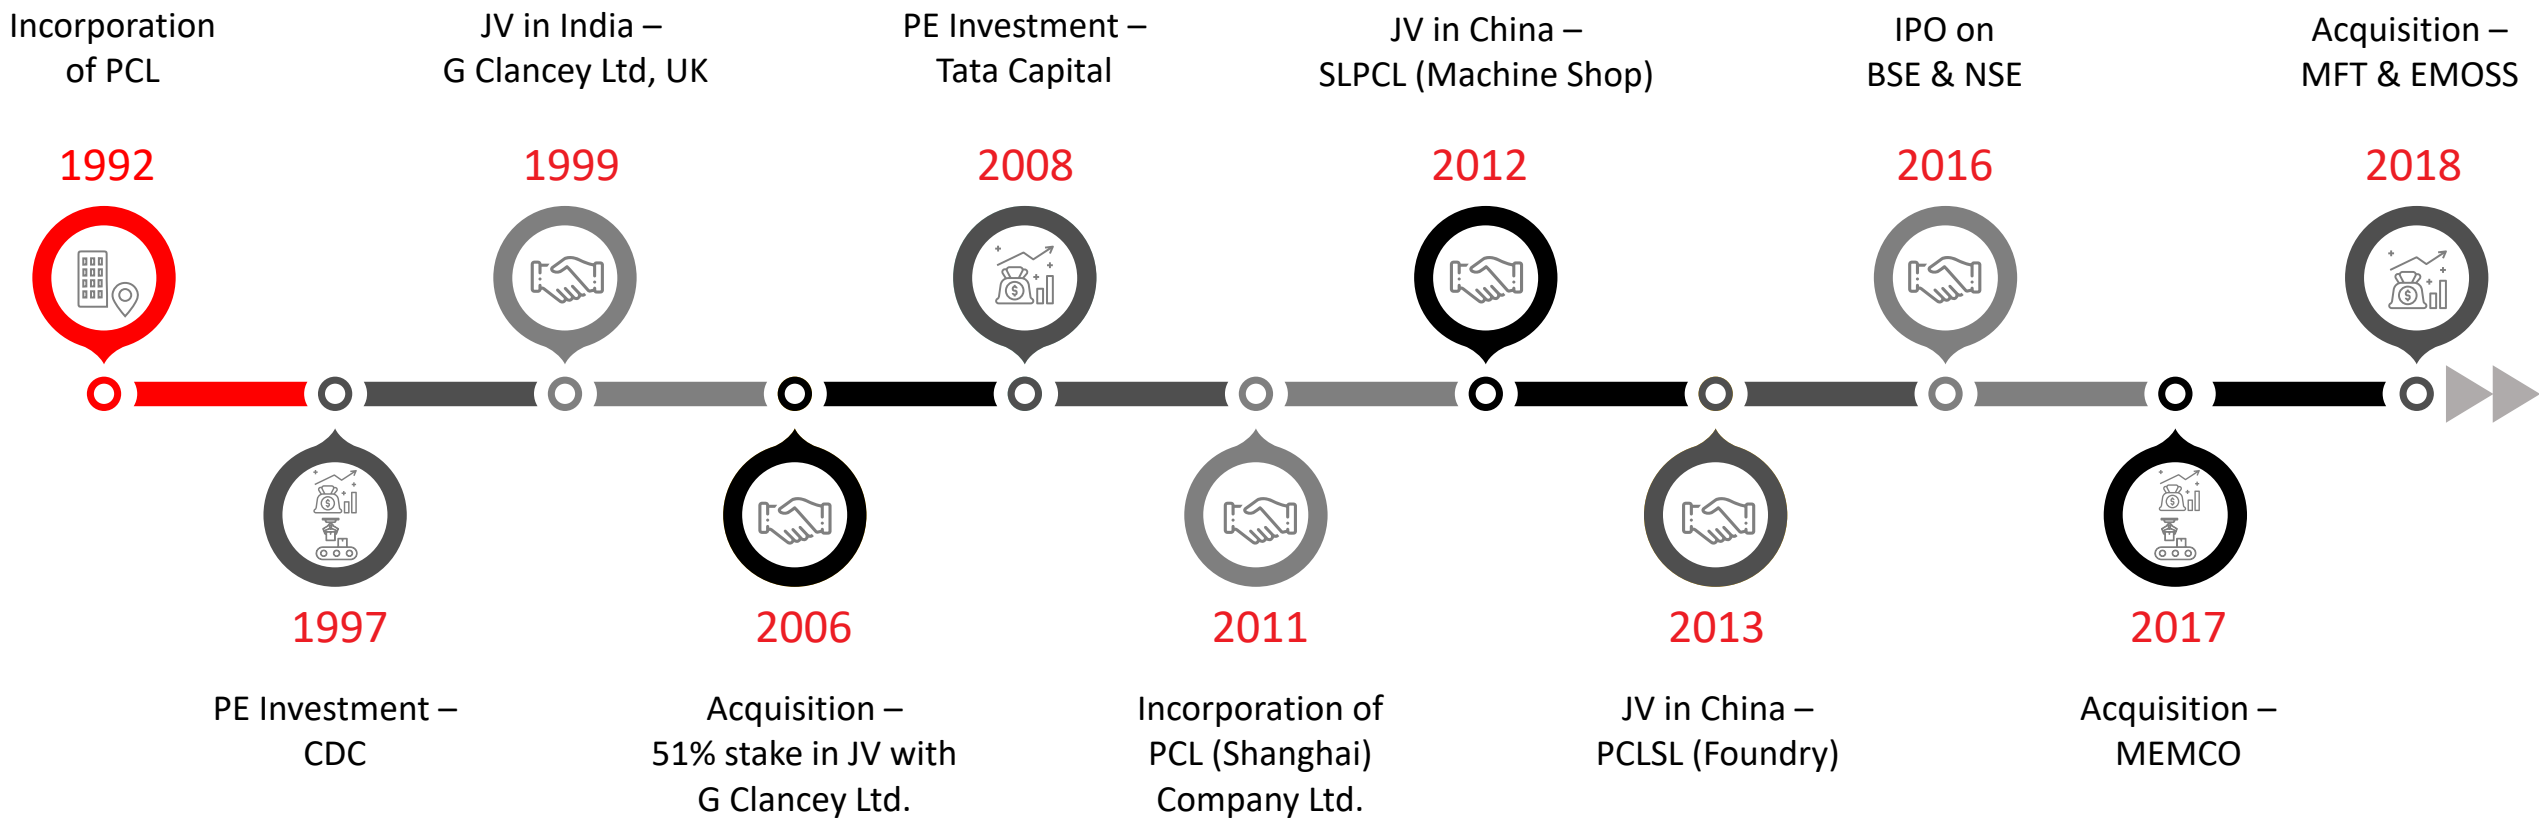 Incorporation
of PCL
1992
JV in India –
G Clancey Ltd, UK
1999
PE Investment –
Tata Capital
2008
JV in China –
SLPCL (Machine Shop)
2012
IPO on
BSE & NSE
2016
Acquisition –
MFT & EMOSS
2018
1997
PE Investment –
CDC
2006
Acquisition –
51% stake in JV with
G Clancey Ltd.
2011
Incorporation of
PCL (Shanghai)
Company Ltd.
2013
JV in China –
PCLSL (Foundry)
2017
Acquisition –
MEMCO